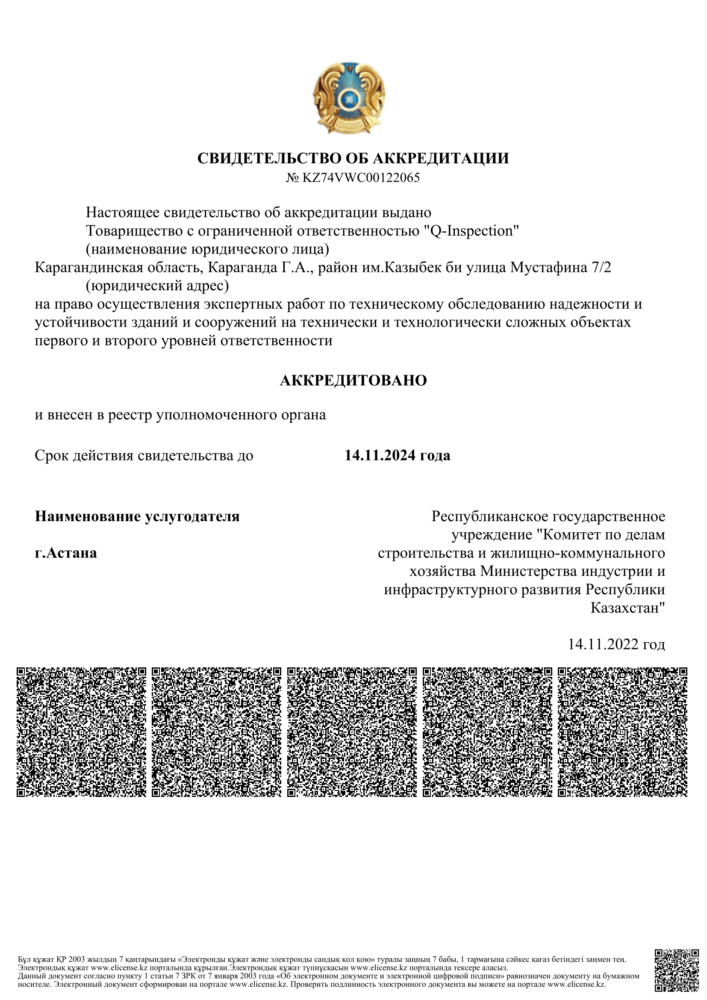 СВИДЕТЕЛЬСТВО ОБ АККРЕДИТАЦИИ
№ KZ74VWC00122065
Настоящее свидетельство об аккредитации выдано
Товарищество с ограниченной ответственностью "Q-Inspection"
(наименование юридического лица)
Карагандинская область, Караганда Г.А., район им.Казыбек би улица Мустафина 7/2
(юридический адрес)
на право осуществления экспертных работ по техническому обследованию надежности и
устойчивости зданий и сооружений на технически и технологически сложных объектах
первого и второго уровней ответственности
АККРЕДИТОВАНО
и внесен в реестр уполномоченного органа
Срок действия свидетельства до 14.11.2024 года
Наименование услугодателя
г.Астана
Республиканское государственное
учреждение "Комитет по делам
строительства и жилищно-коммунального
хозяйства Министерства индустрии и
инфраструктурного развития Республики
Казахстан"
14.11.2022 год
Бұл құжат ҚР 2003 жылдың 7 қаңтарындағы «Электронды құжат және электронды сандық қол қою» туралы заңның 7 бабы, 1 тармағына сәйкес қағаз бетіндегі заңмен тең.
Электрондық құжат www.elicense.kz порталында құрылған.Электрондық құжат түпнұсқасын www.elicense.kz порталында тексере аласыз.
Данный документ согласно пункту 1 статьи 7 ЗРК от 7 января 2003 года «Об электронном документе и электронной цифровой подписи» равнозначен документу на бумажном
носителе. Электронный документ сформирован на портале www.elicense.kz. Проверить подлинность электронного документа вы можете на портале www.elicense.kz.